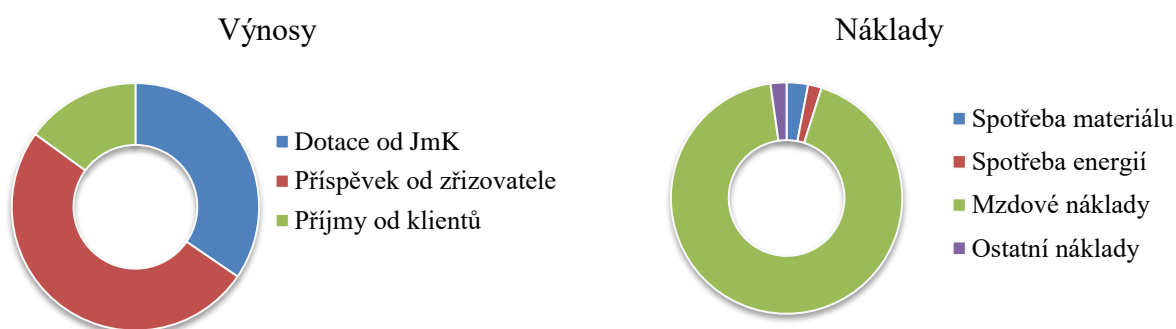 Výnosy
Dotace od JmK
Příspěvek od zřizovatele
Příjmy od klientů
Náklady
Spotřeba materiálu
Spotřeba energií
Mzdové náklady
Ostatní náklady